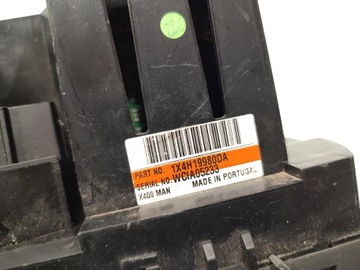 PART NO. 1X4H19980DA
SERIAL NO. WCIA05233
X400 MAN MADE IN PORTUGAL